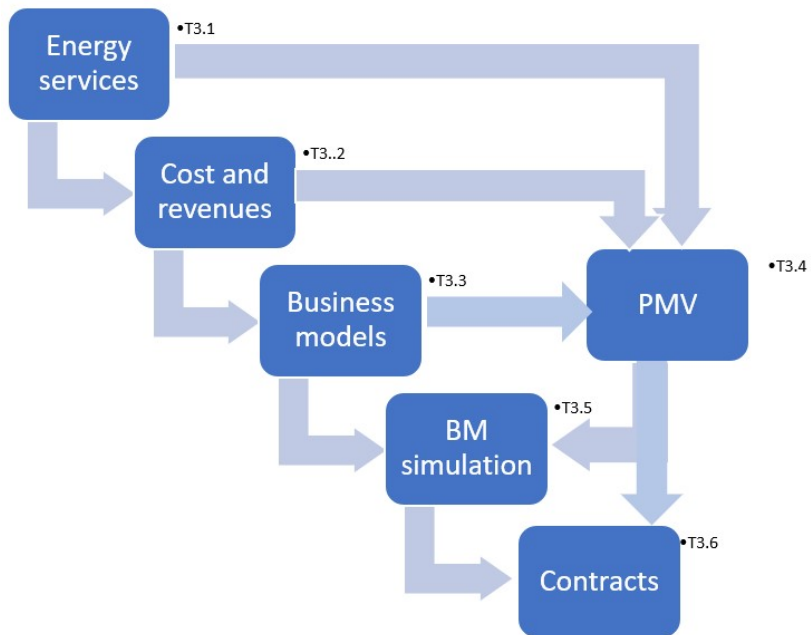 Energy
services
•T3.1
Cost and
revenues
•T3..2
Business
models
•T3.3
PMV
•T3.4
BM
simulation
•T3.5
Contracts
•T3.6